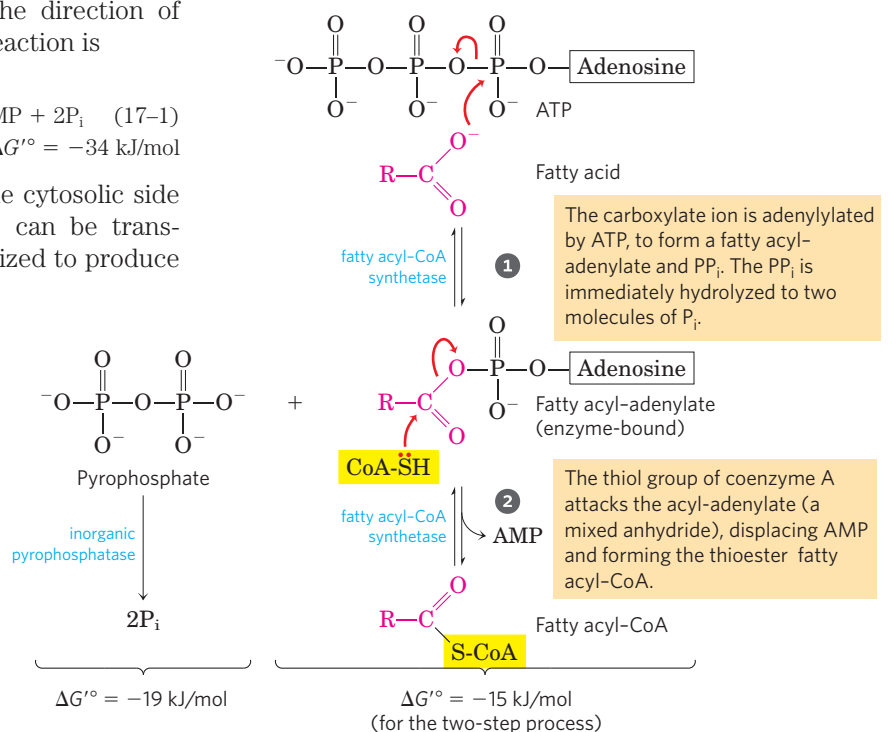 he direction of
eaction is
MP + 2Pi (17–1)
ΔG′° = −34 kJ/mol
e cytosolic side
can be trans-
ized to produce
O O O
⁻O—P—O—P—O—P—O—Adenosine
O⁻ O⁻ O⁻ ATP
O⁻
R—C
O
Fatty acid
fatty acyl–CoA
synthetase
1
The carboxylate ion is adenylylated
by ATP, to form a fatty acyl–
adenylate and PPi. The PPi is
immediately hydrolyzed to two
molecules of Pi.
O O
⁻O—P—O—P—O⁻
O⁻ O⁻
Pyrophosphate
+
O
O—P—O—Adenosine
R—C O⁻
O
Fatty acyl–adenylate
(enzyme-bound)
CoA-SH
inorganic
pyrophosphatase
2Pi
fatty acyl–CoA
synthetase
2
AMP
The thiol group of coenzyme A
attacks the acyl-adenylate (a
mixed anhydride), displacing AMP
and forming the thioester fatty
acyl–CoA.
O
R—C
S-CoA
Fatty acyl–CoA
ΔG′° = −19 kJ/mol
ΔG′° = −15 kJ/mol
(for the two-step process)